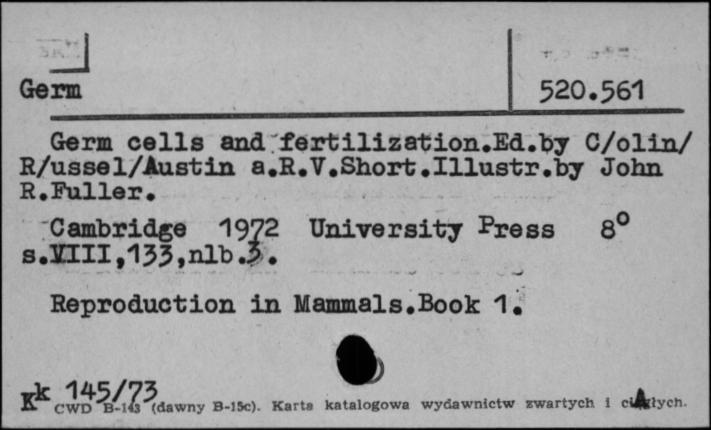 Germ
520.561
Germ cells and fertilization.Ed.by C/olin/
R/ussel/Austin a.R.V.Short.Illustr.by John
R.Fuller.
Cambridge 1972 University Press 8⁰
s.VIII,133,nlb.3.
Reproduction in Mammals.Book 1.
Kk 145/73
CWD B-143 (dawny B-15c). Karta katalogowa wydawnictw zwartych i